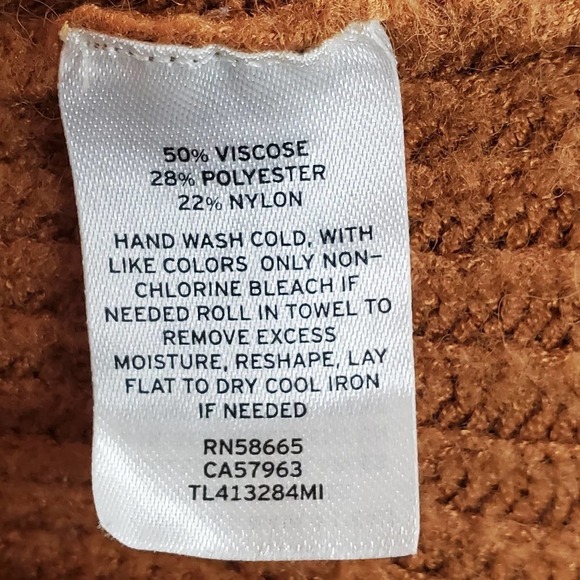 50% VISCOSE
28% POLYESTER
22% NYLON
HAND WASH COLD, WITH
LIKE COLORS ONLY NON-
CHLORINE BLEACH IF
NEEDED ROLL IN TOWEL TO
REMOVE EXCESS
MOISTURE, RESHAPE, LAY
FLAT TO DRY COOL IRON
IF NEEDED
RN58665
CA57963
TL413284MI